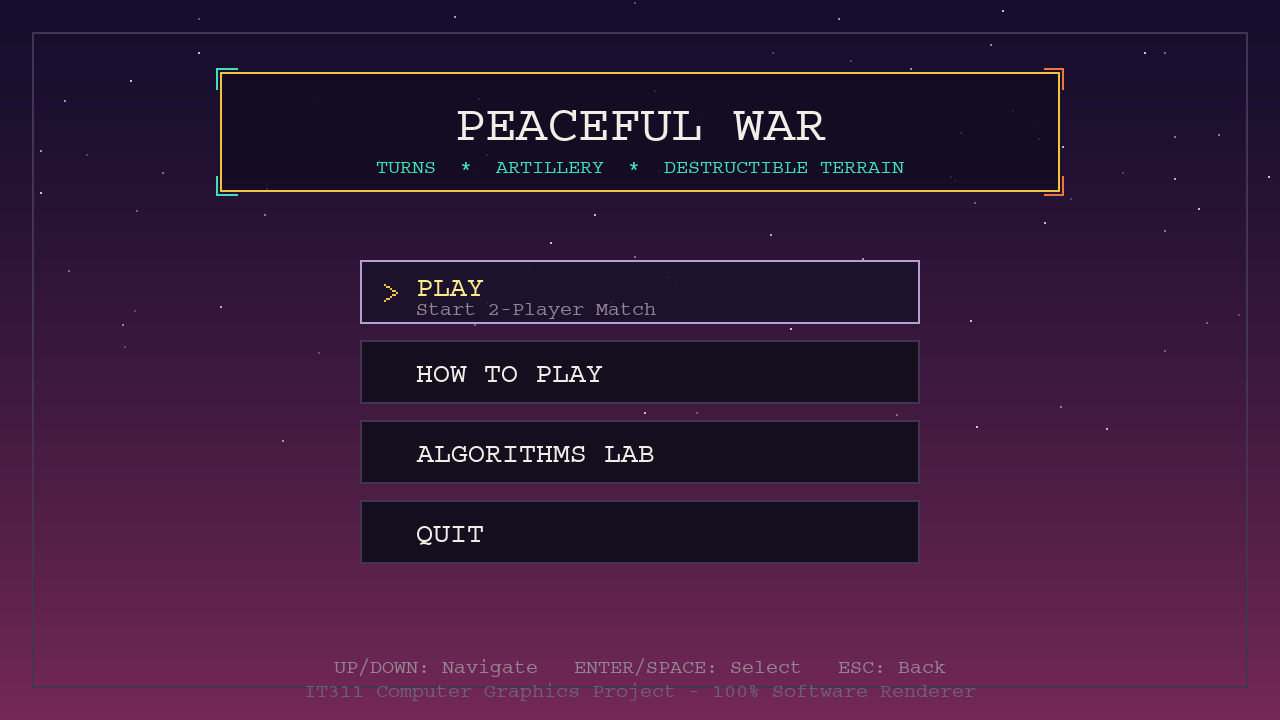 PEACEFUL WAR
TURNS * ARTILLERY * DESTRUCTIBLE TERRAIN
> PLAY
Start 2-Player Match
HOW TO PLAY
ALGORITHMS LAB
QUIT
UP/DOWN: Navigate ENTER/SPACE: Select ESC: Back
IT311 Computer Graphics Project - 100% Software Renderer